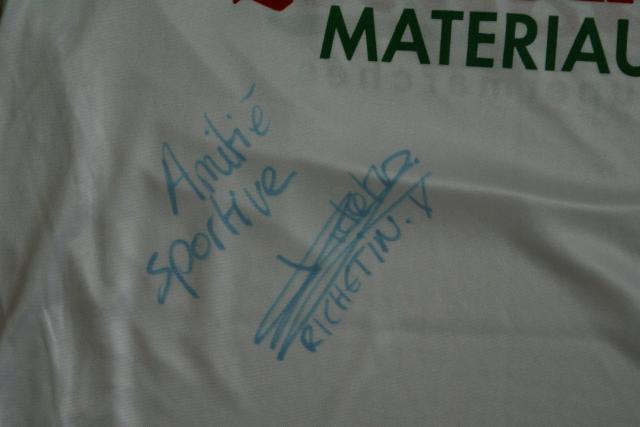 MATERIAU
Amitié
sportive
RICHETIN.V